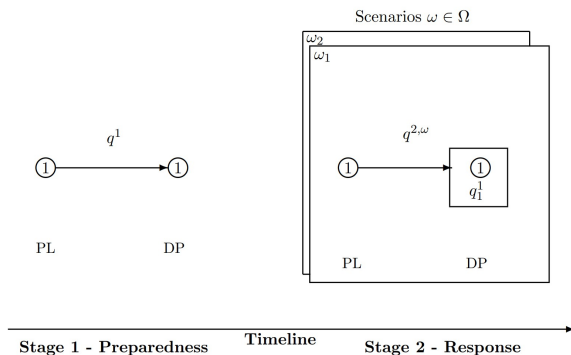 Scenarios ω ∈ Ω
ω₂
ω₁
q¹
1
1
PL
DP
q^{2,ω}
1
1
q₁¹
PL
DP
Timeline
Stage 1 - Preparedness
Stage 2 - Response